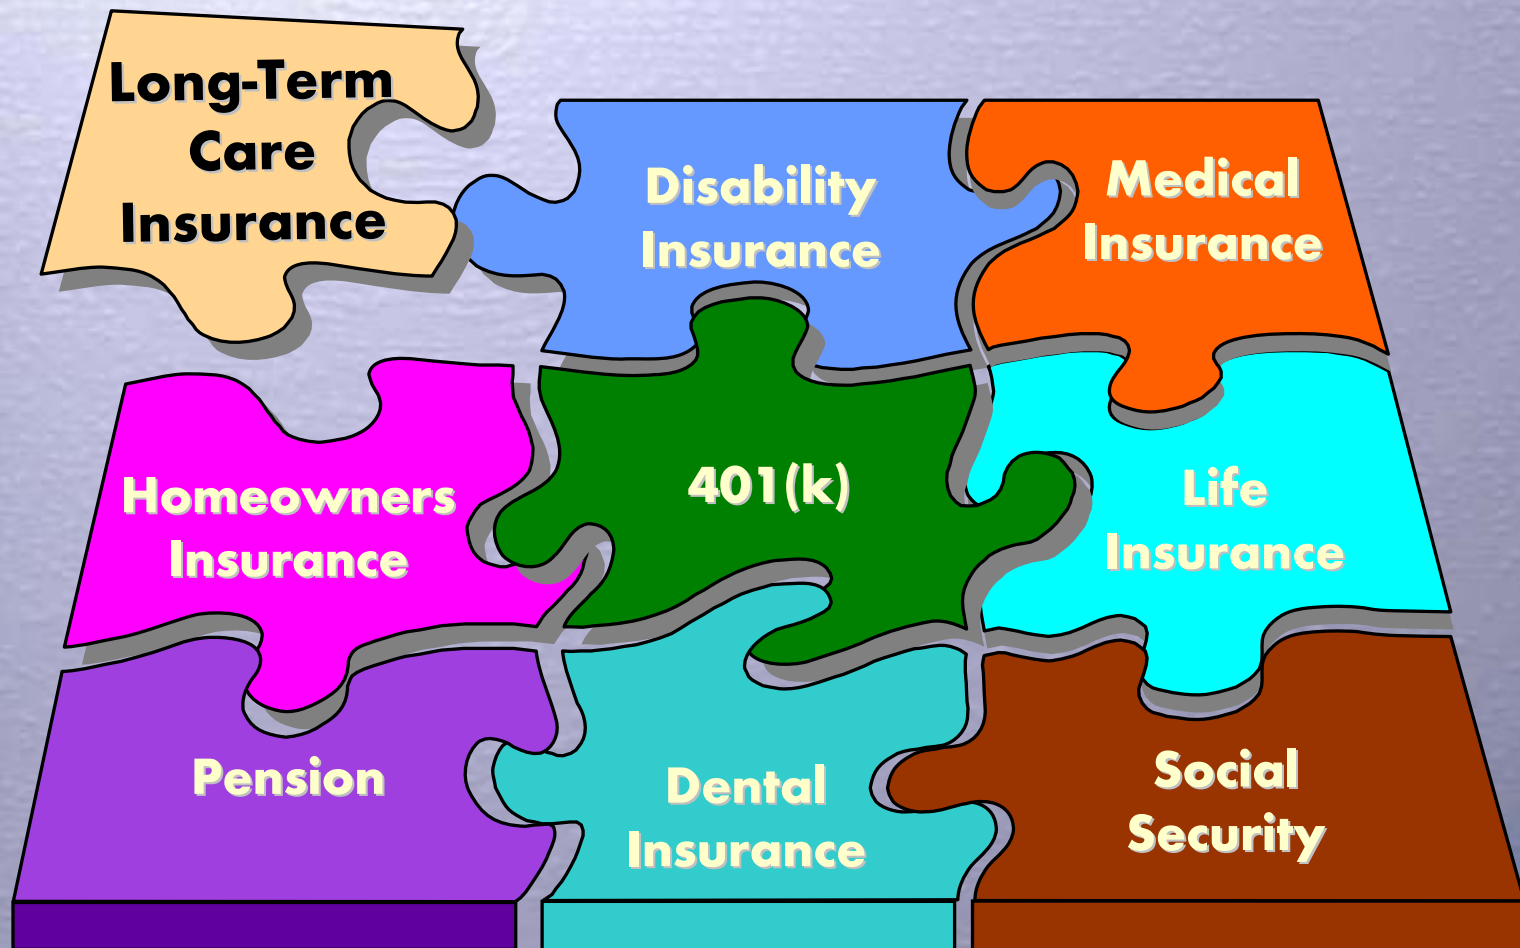 Long-Term
Care
Insurance
Disability
Insurance
Medical
Insurance
Homeowners
Insurance
401(k)
Life
Insurance
Pension
Dental
Insurance
Social
Security